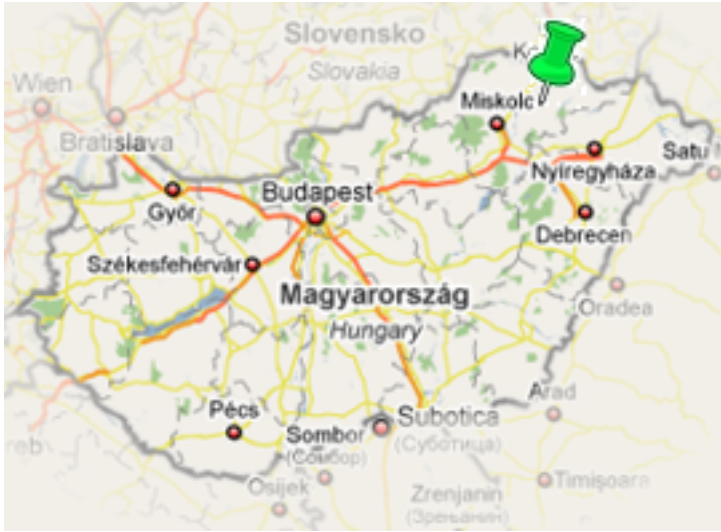 Slovensko
Slovakia
Wien
Bratislava
Miskolc
Nyíregyháza
Satu
Győr
Budapest
Debrecen
Székesfehérvár
Magyarország
Hungary
Oradea
Pécs
Arad
Subotica
(Суботица)
Sombor
(Сомбор)
Osijek
Timișoara
Zrenjanin
(Зрењанин)